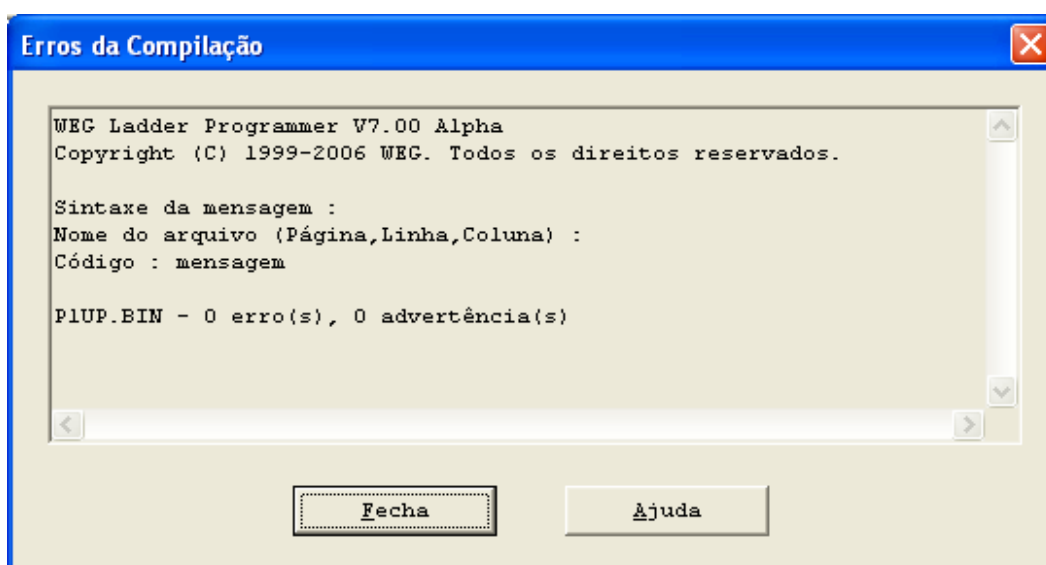 Erros da Compilação
WEG Ladder Programmer V7.00 Alpha
Copyright (C) 1999-2006 WEG. Todos os direitos reservados.
Sintaxe da mensagem :
Nome do arquivo (Página,Linha,Coluna) :
Código : mensagem
P1UP.BIN - 0 erro(s), 0 advertência(s)
Fecha
Ajuda